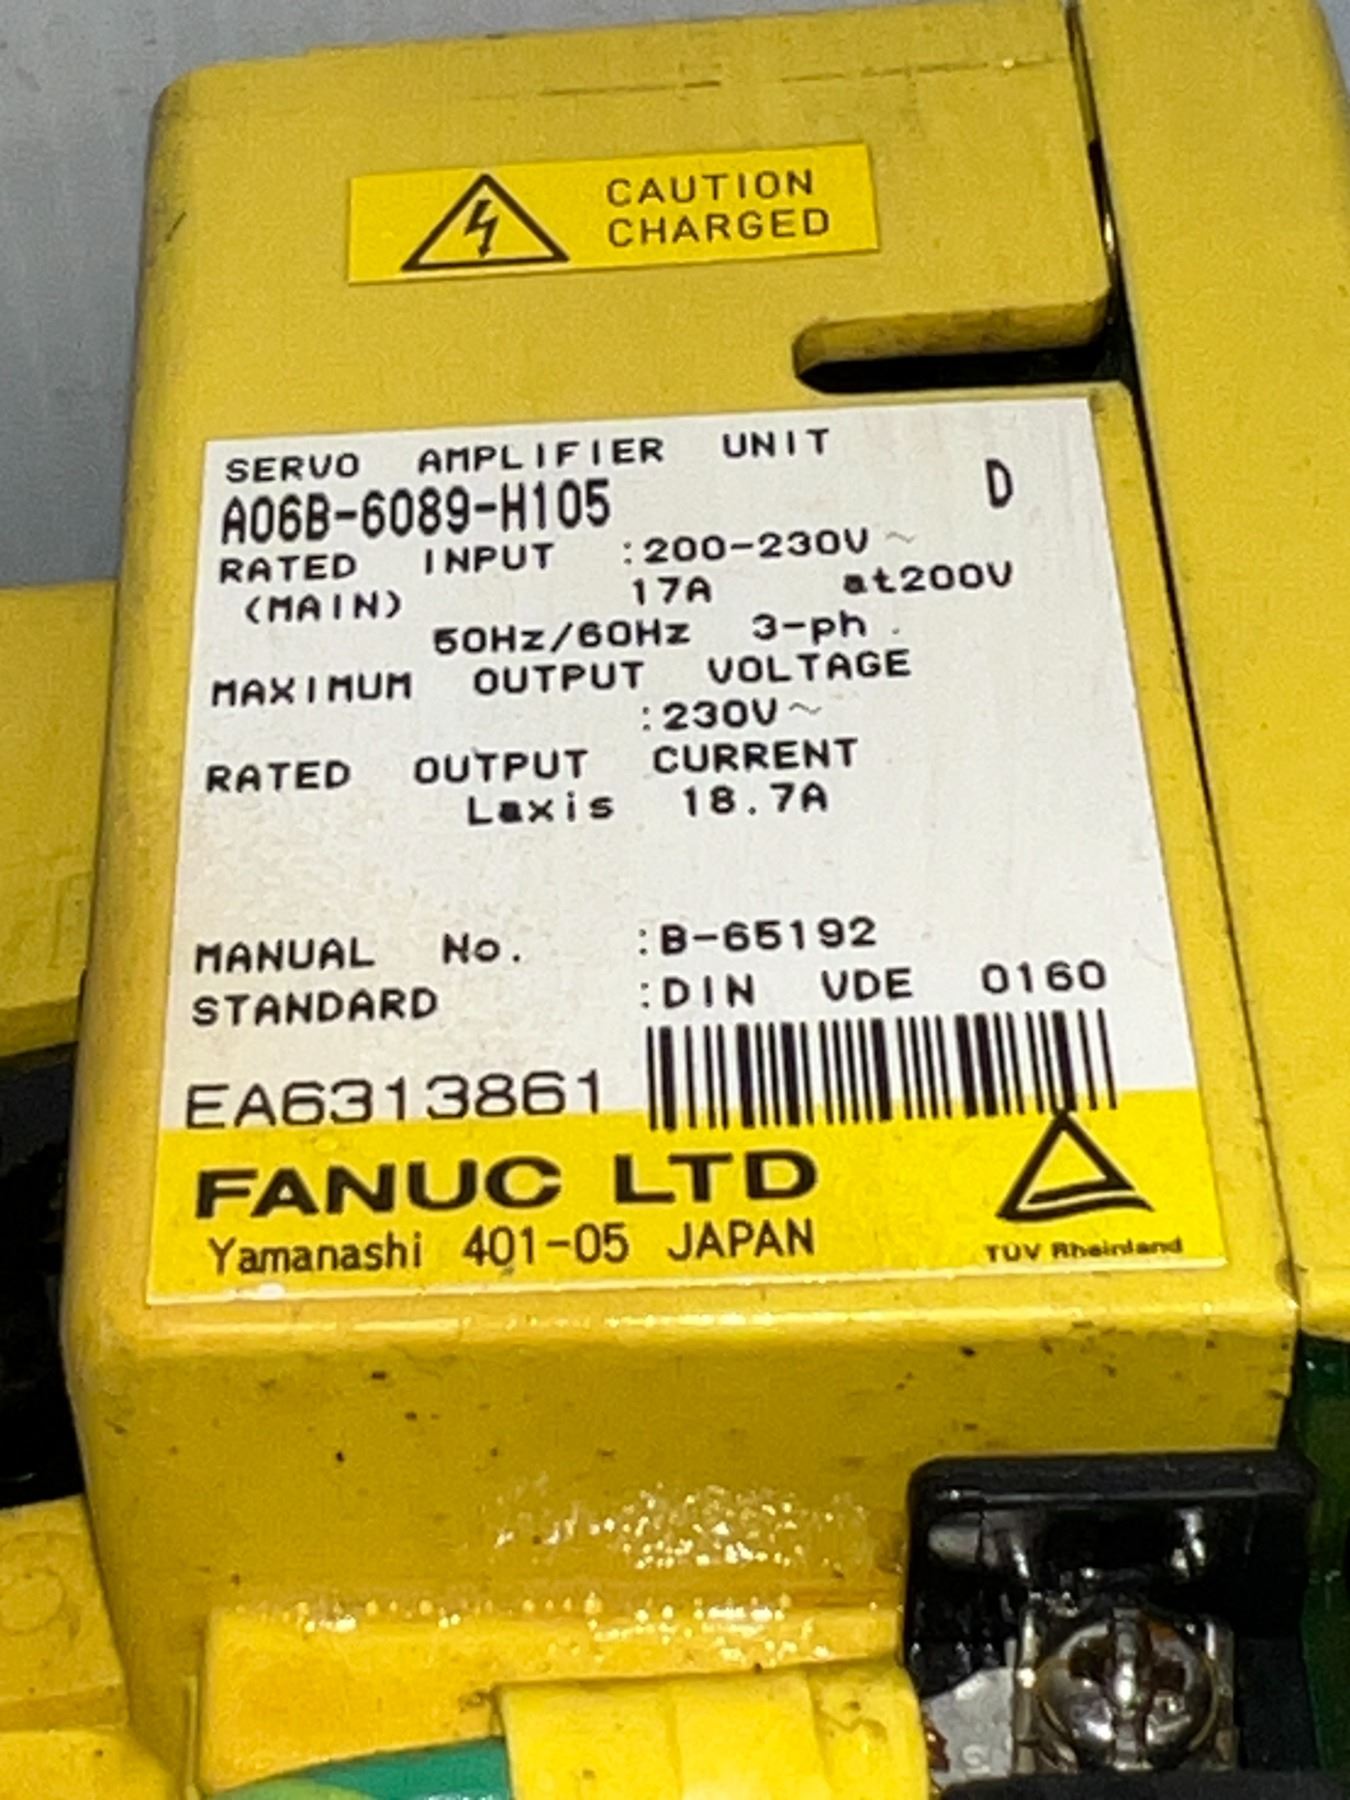 CAUTION
CHARGED
SERVO AMPLIFIER UNIT
A06B-6089-H105 D
RATED INPUT :200-230V~
(MAIN) 17A at200V
50Hz/60Hz 3-ph.
MAXIMUM OUTPUT VOLTAGE
:230V~
RATED OUTPUT CURRENT
Laxis 18.7A
MANUAL No. :B-65192
STANDARD :DIN VDE 0160
EA6313861
FANUC LTD
Yamanashi 401-05 JAPAN
TÜV Rheinland